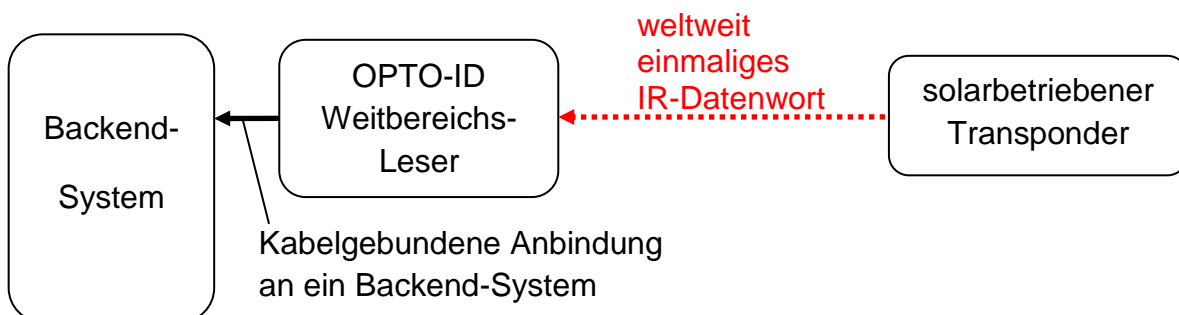 Backend-
System
OPTO-ID
Weitbereichs-
Leser
weltweit
einmaliges
IR-Datenwort
solarbetriebener
Transponder
Kabelgebundene Anbindung
an ein Backend-System